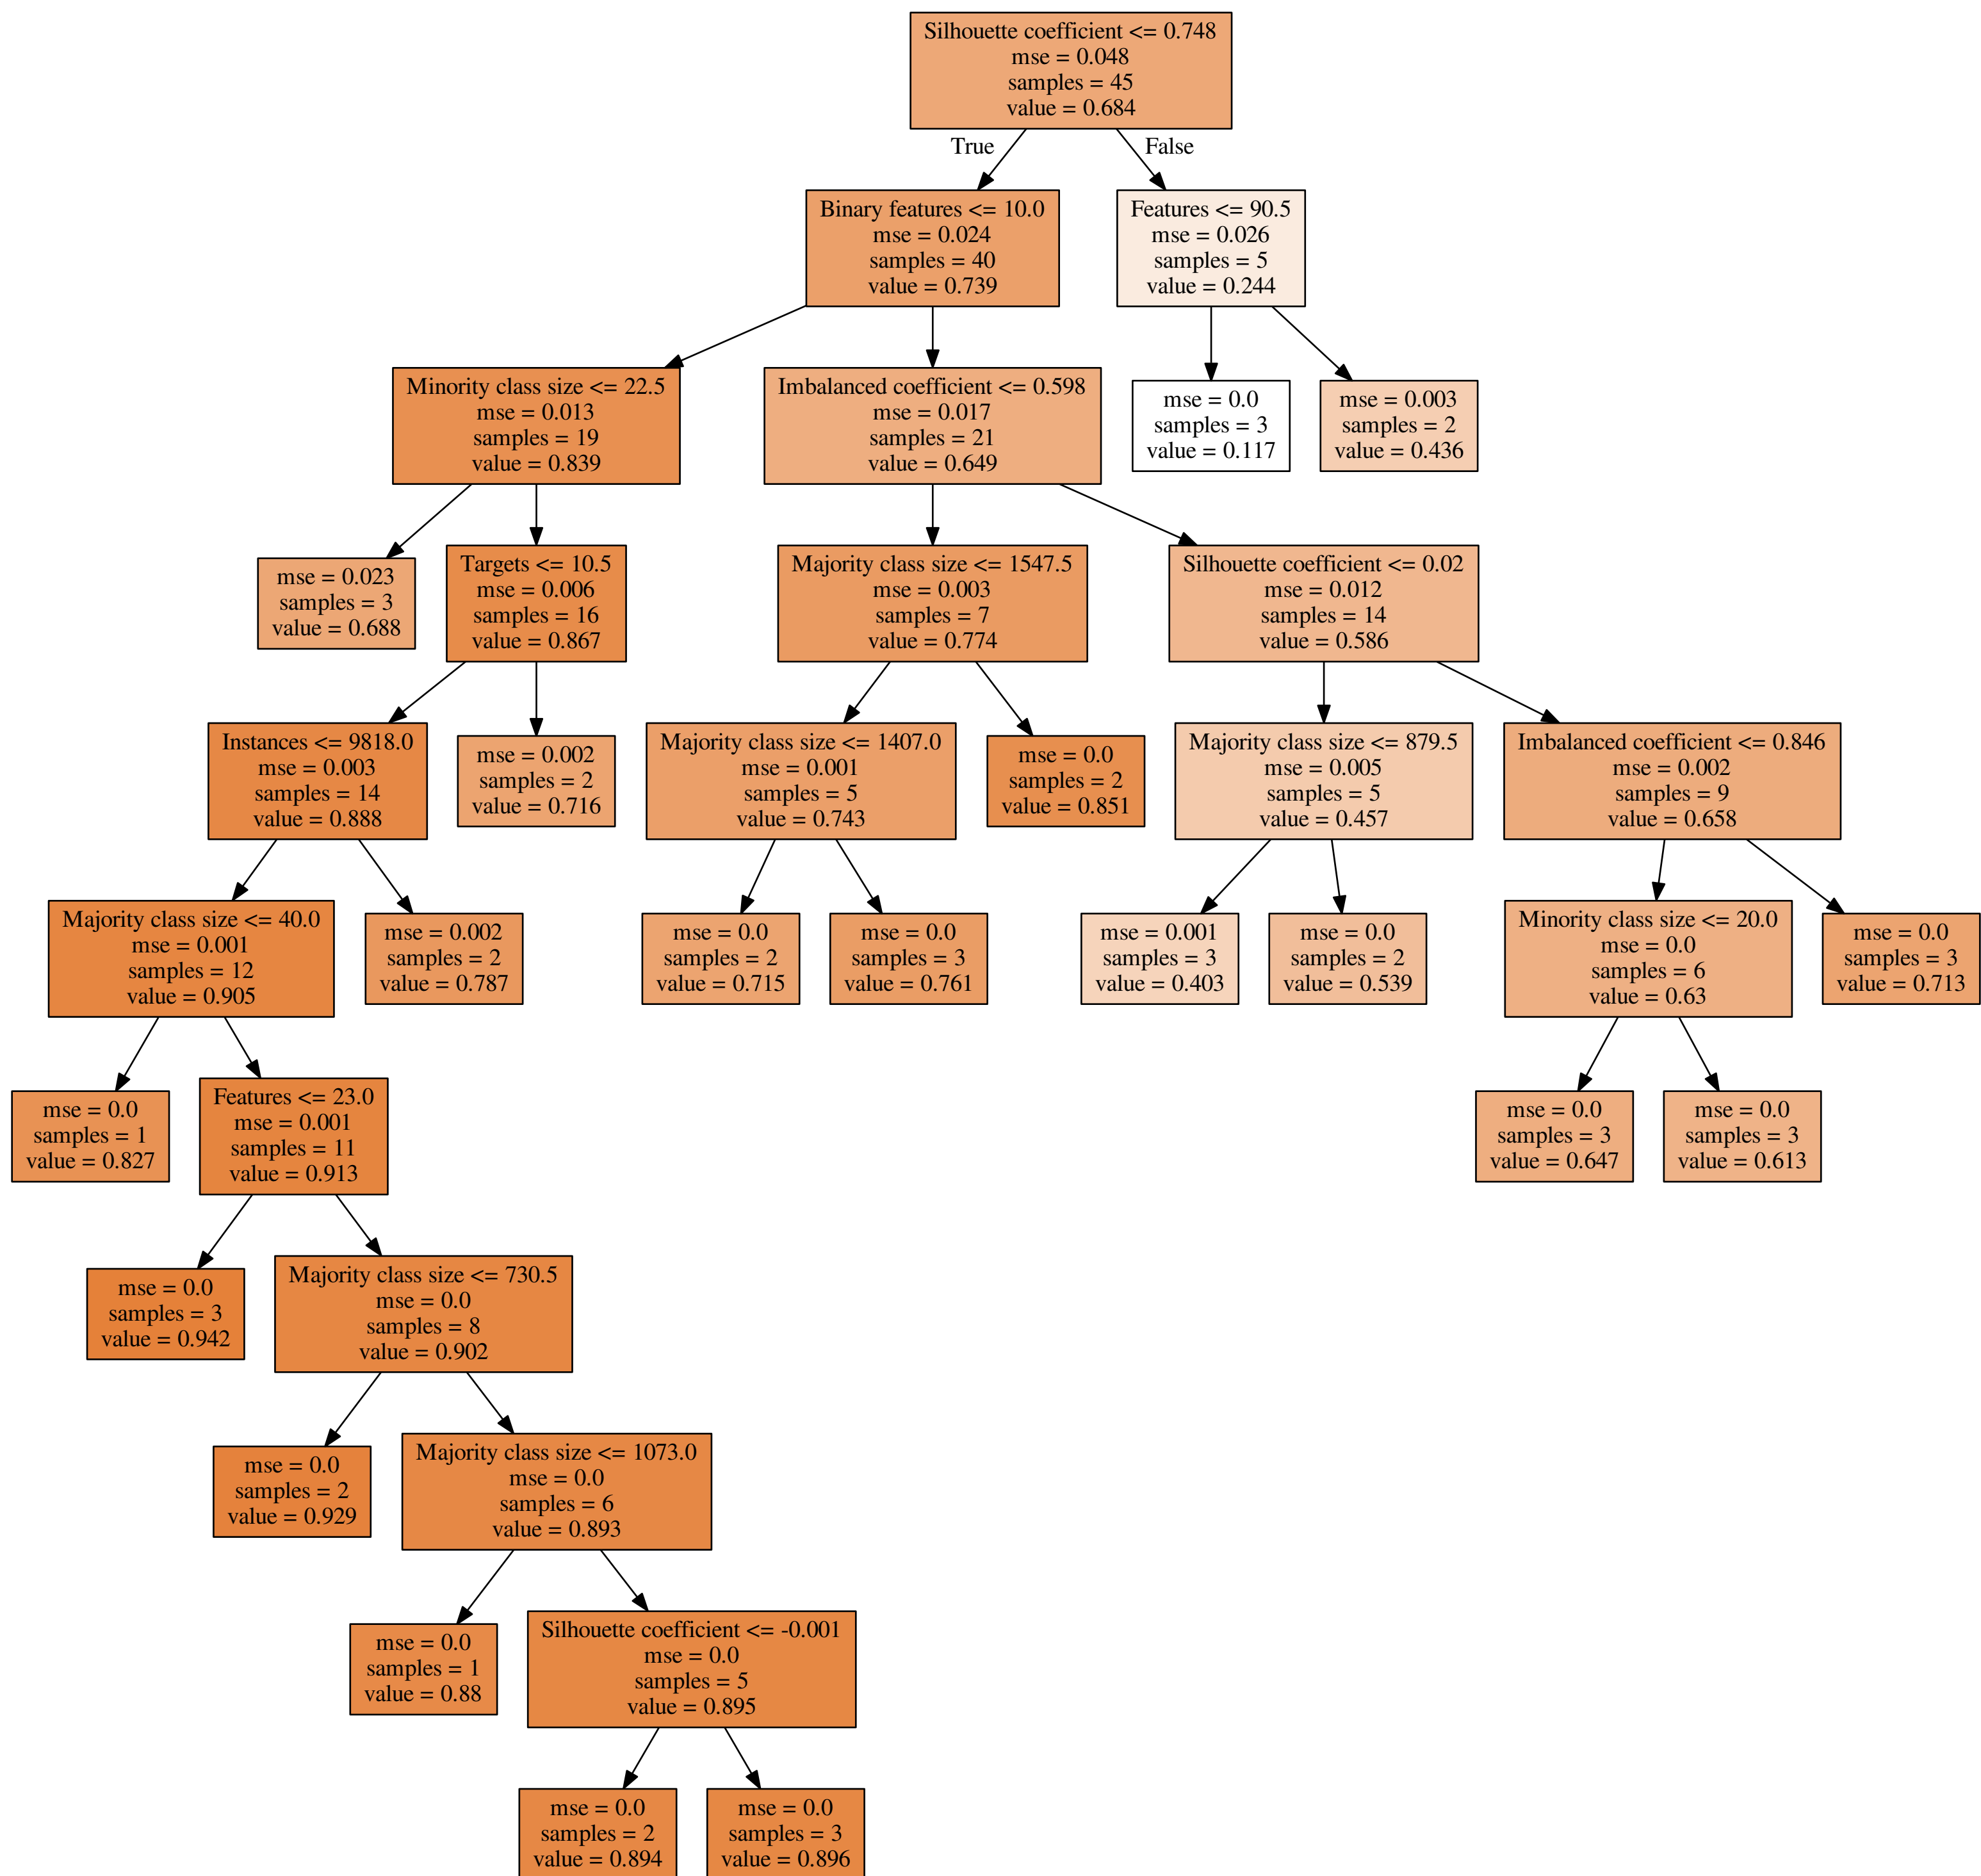 Silhouette coefficient <= 0.748
mse = 0.048
samples = 45
value = 0.684
True
False
Binary features <= 10.0
mse = 0.024
samples = 40
value = 0.739
Features <= 90.5
mse = 0.026
samples = 5
value = 0.244
Minority class size <= 22.5
mse = 0.013
samples = 19
value = 0.839
Imbalanced coefficient <= 0.598
mse = 0.017
samples = 21
value = 0.649
mse = 0.0
samples = 3
value = 0.117
mse = 0.003
samples = 2
value = 0.436
mse = 0.023
samples = 3
value = 0.688
Targets <= 10.5
mse = 0.006
samples = 16
value = 0.867
Majority class size <= 1547.5
mse = 0.003
samples = 7
value = 0.774
Silhouette coefficient <= 0.02
mse = 0.012
samples = 14
value = 0.586
Instances <= 9818.0
mse = 0.003
samples = 14
value = 0.888
mse = 0.002
samples = 2
value = 0.716
Majority class size <= 1407.0
mse = 0.001
samples = 5
value = 0.743
mse = 0.0
samples = 2
value = 0.851
Majority class size <= 879.5
mse = 0.005
samples = 5
value = 0.457
Imbalanced coefficient <= 0.846
mse = 0.002
samples = 9
value = 0.658
Majority class size <= 40.0
mse = 0.001
samples = 12
value = 0.905
mse = 0.002
samples = 2
value = 0.787
mse = 0.0
samples = 2
value = 0.715
mse = 0.0
samples = 3
value = 0.761
mse = 0.001
samples = 3
value = 0.403
mse = 0.0
samples = 2
value = 0.539
Minority class size <= 20.0
mse = 0.0
samples = 6
value = 0.63
mse = 0.0
samples = 3
value = 0.713
mse = 0.0
samples = 1
value = 0.827
Features <= 23.0
mse = 0.001
samples = 11
value = 0.913
mse = 0.0
samples = 3
value = 0.647
mse = 0.0
samples = 3
value = 0.613
mse = 0.0
samples = 3
value = 0.942
Majority class size <= 730.5
mse = 0.0
samples = 8
value = 0.902
mse = 0.0
samples = 2
value = 0.929
Majority class size <= 1073.0
mse = 0.0
samples = 6
value = 0.893
mse = 0.0
samples = 1
value = 0.88
Silhouette coefficient <= -0.001
mse = 0.0
samples = 5
value = 0.895
mse = 0.0
samples = 2
value = 0.894
mse = 0.0
samples = 3
value = 0.896